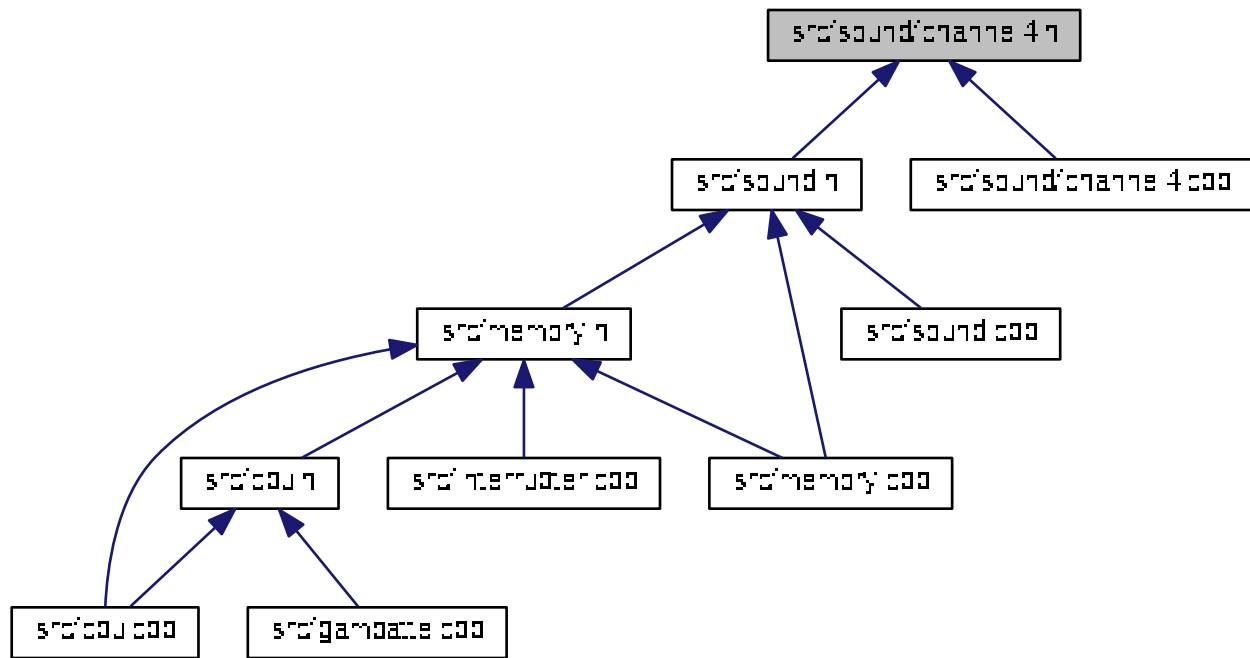 src/sound/channel4.h
src/sound.h
src/sound/channel4.cpp
src/memory.h
src/sound.cpp
src/cpu.h
src/interrupter.cpp
src/memory.cpp
src/cpu.cpp
src/gambatte.cpp